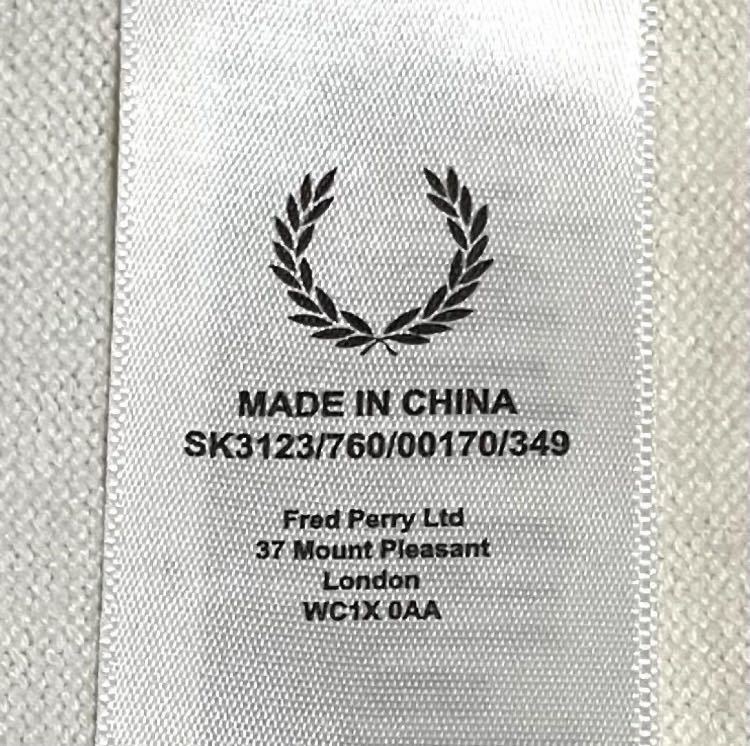 MADE IN CHINA
SK3123/760/00170/349
Fred Perry Ltd
37 Mount Pleasant
London
WC1X 0AA